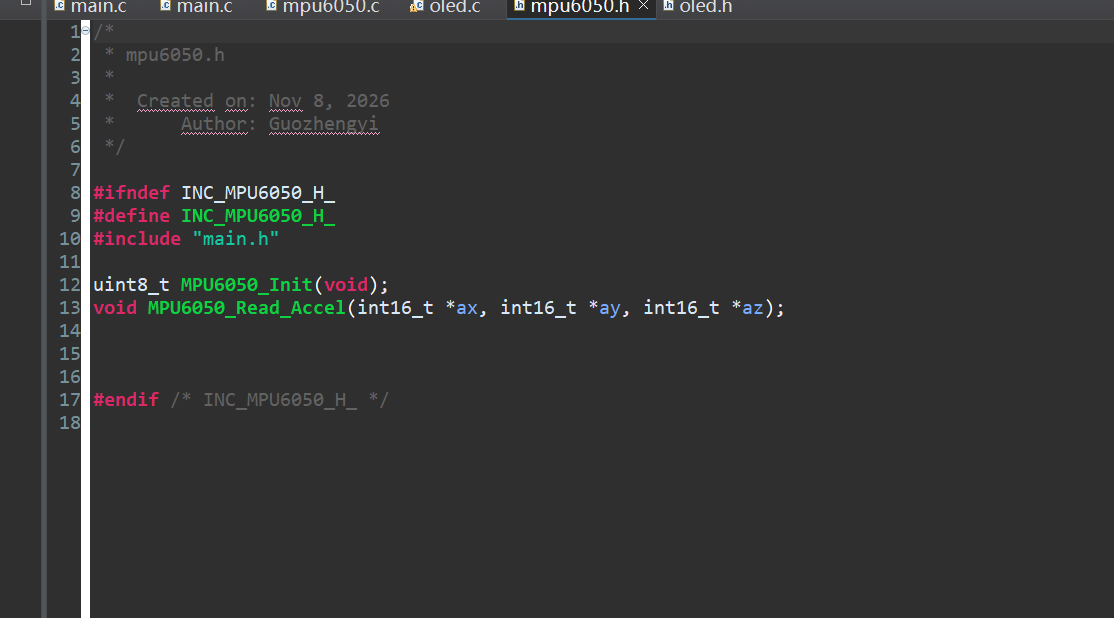 main.c main.c mpu6050.c oled.c mpu6050.h oled.h
1 /*
2  * mpu6050.h
3  *
4  *  Created on: Nov 8, 2026
5  *      Author: Guozhengyi
6  */
7
8 #ifndef INC_MPU6050_H_
9 #define INC_MPU6050_H_
10 #include "main.h"
11
12 uint8_t MPU6050_Init(void);
13 void MPU6050_Read_Accel(int16_t *ax, int16_t *ay, int16_t *az);
14
15
16
17 #endif /* INC_MPU6050_H_ */
18